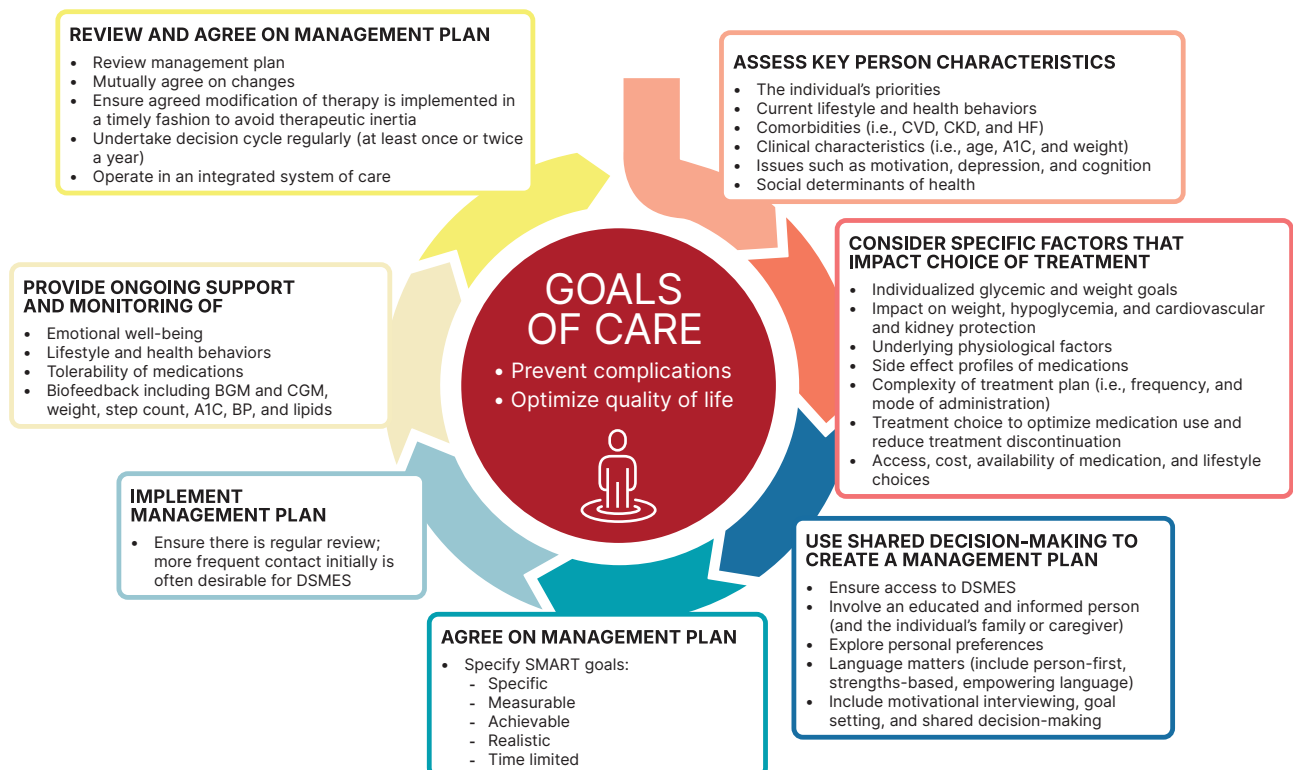 REVIEW AND AGREE ON MANAGEMENT PLAN
• Review management plan
• Mutually agree on changes
• Ensure agreed modification of therapy is implemented in
a timely fashion to avoid therapeutic inertia
• Undertake decision cycle regularly (at least once or twice
a year)
• Operate in an integrated system of care
ASSESS KEY PERSON CHARACTERISTICS
• The individual's priorities
• Current lifestyle and health behaviors
• Comorbidities (i.e., CVD, CKD, and HF)
• Clinical characteristics (i.e., age, A1C, and weight)
• Issues such as motivation, depression, and cognition
• Social determinants of health
CONSIDER SPECIFIC FACTORS THAT
IMPACT CHOICE OF TREATMENT
• Individualized glycemic and weight goals
• Impact on weight, hypoglycemia, and cardiovascular
and kidney protection
• Underlying physiological factors
• Side effect profiles of medications
• Complexity of treatment plan (i.e., frequency, and
mode of administration)
• Treatment choice to optimize medication use and
reduce treatment discontinuation
• Access, cost, availability of medication, and lifestyle
choices
USE SHARED DECISION-MAKING TO
CREATE A MANAGEMENT PLAN
• Ensure access to DSMES
• Involve an educated and informed person
(and the individual's family or caregiver)
• Explore personal preferences
• Language matters (include person-first,
strengths-based, empowering language)
• Include motivational interviewing, goal
setting, and shared decision-making
AGREE ON MANAGEMENT PLAN
• Specify SMART goals:
- Specific
- Measurable
- Achievable
- Realistic
- Time limited
IMPLEMENT
MANAGEMENT PLAN
• Ensure there is regular review;
more frequent contact initially is
often desirable for DSMES
PROVIDE ONGOING SUPPORT
AND MONITORING OF
• Emotional well-being
• Lifestyle and health behaviors
• Tolerability of medications
• Biofeedback including BGM and CGM,
weight, step count, A1C, BP, and lipids
GOALS
OF CARE
• Prevent complications
• Optimize quality of life